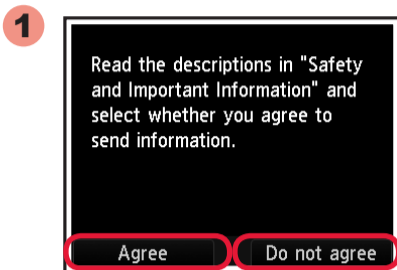 1
Read the descriptions in "Safety
and Important Information" and
select whether you agree to
send information.
Agree Do not agree